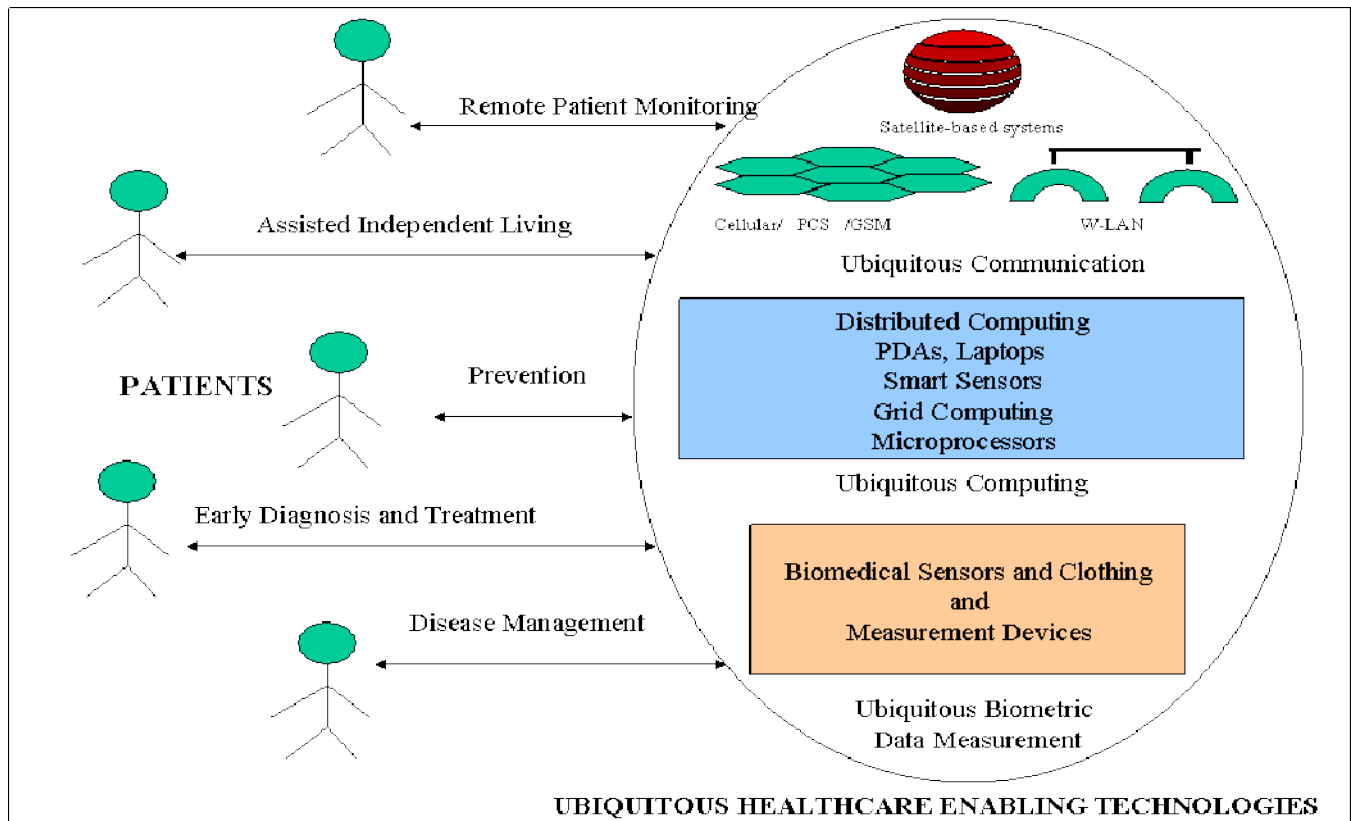 Remote Patient Monitoring
Satellite-based systems
Cellular/ PCS /GSM
W-LAN
Assisted Independent Living
Ubiquitous Communication
Distributed Computing
PDAs, Laptops
Smart Sensors
Grid Computing
Microprocessors
PATIENTS
Prevention
Ubiquitous Computing
Early Diagnosis and Treatment
Biomedical Sensors and Clothing
and
Measurement Devices
Disease Management
Ubiquitous Biometric
Data Measurement
UBIQUITOUS HEALTHCARE ENABLING TECHNOLOGIES